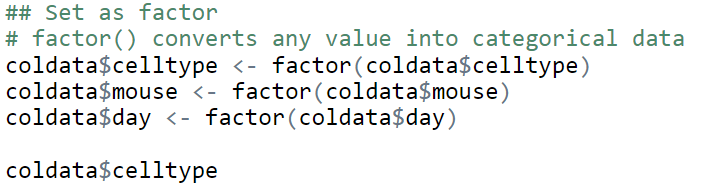 ## Set as factor
# factor() converts any value into categorical data
coldata$celltype <- factor(coldata$celltype)
coldata$mouse <- factor(coldata$mouse)
coldata$day <- factor(coldata$day)
coldata$celltype